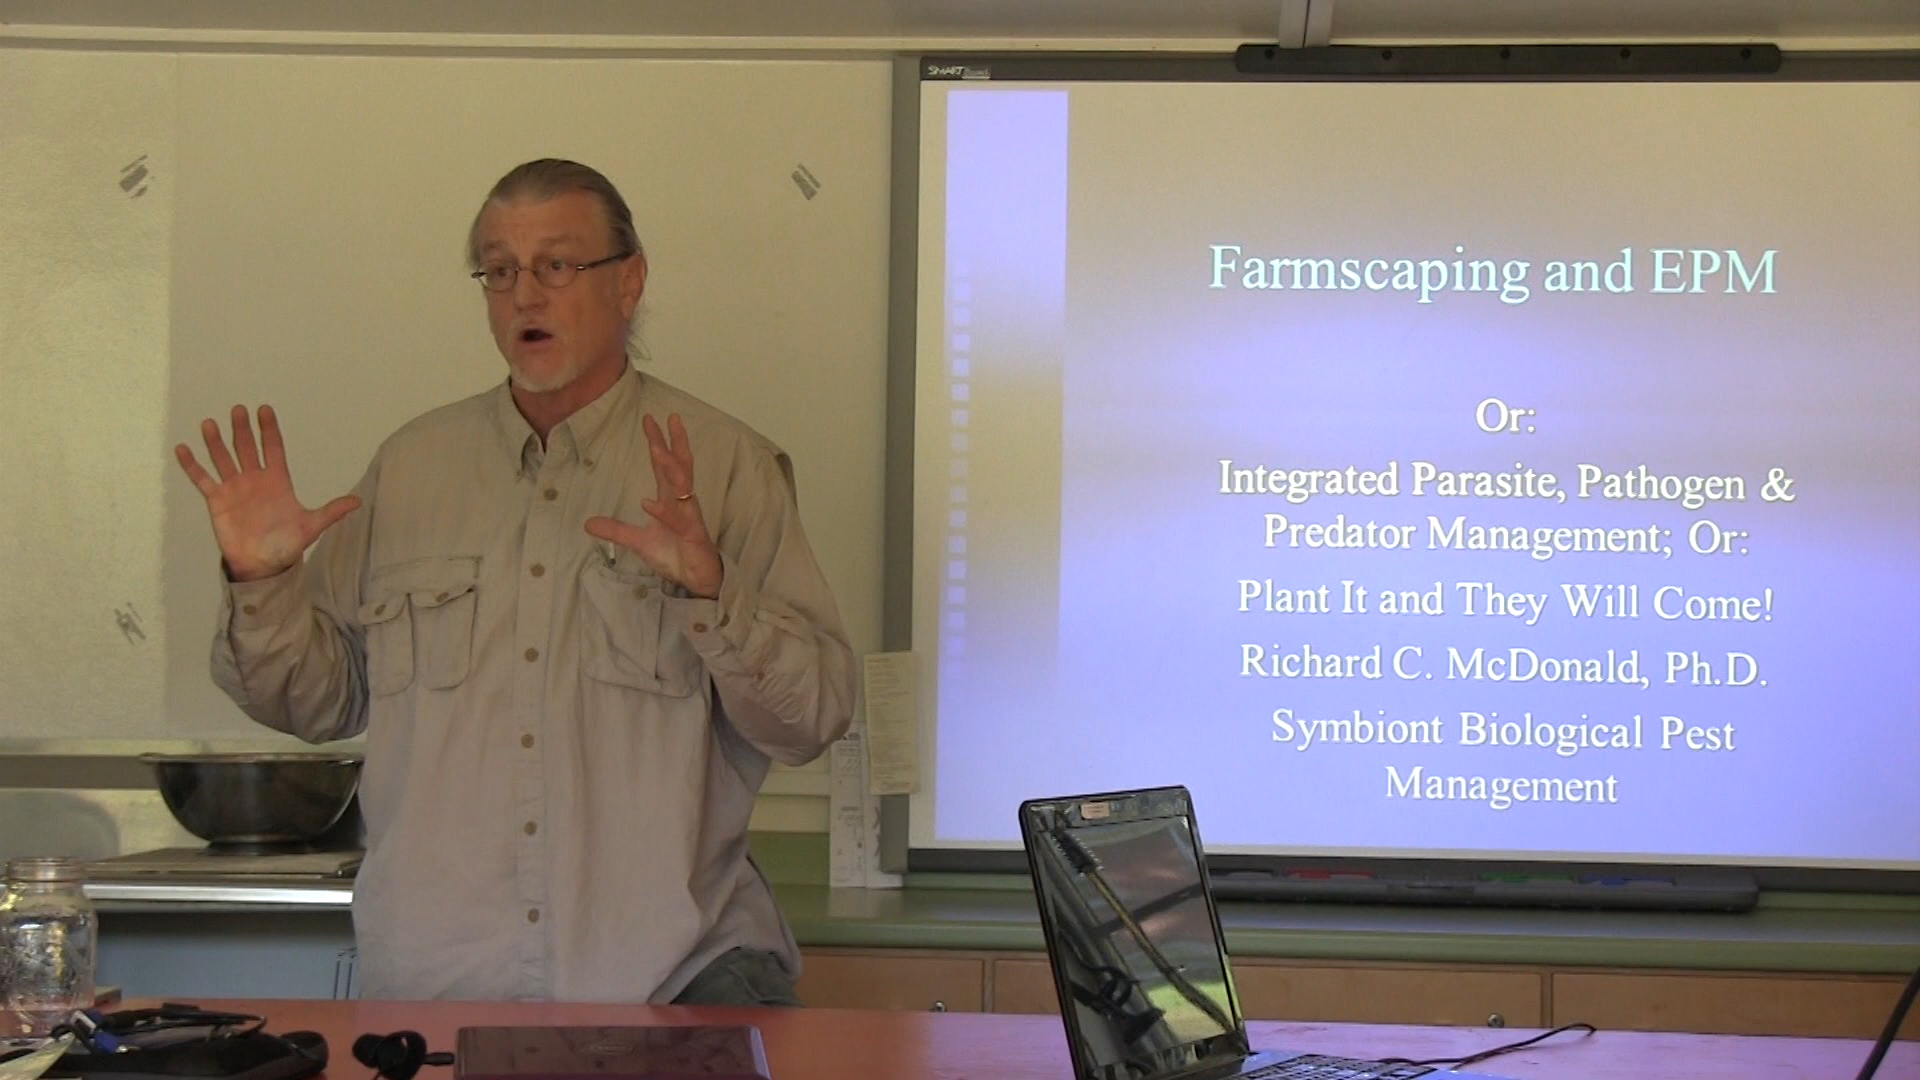 SMART
Farmscaping and EPM
Or:
Integrated Parasite, Pathogen &
Predator Management; Or:
Plant It and They Will Come!
Richard C. McDonald, Ph.D.
Symbiont Biological Pest
Management